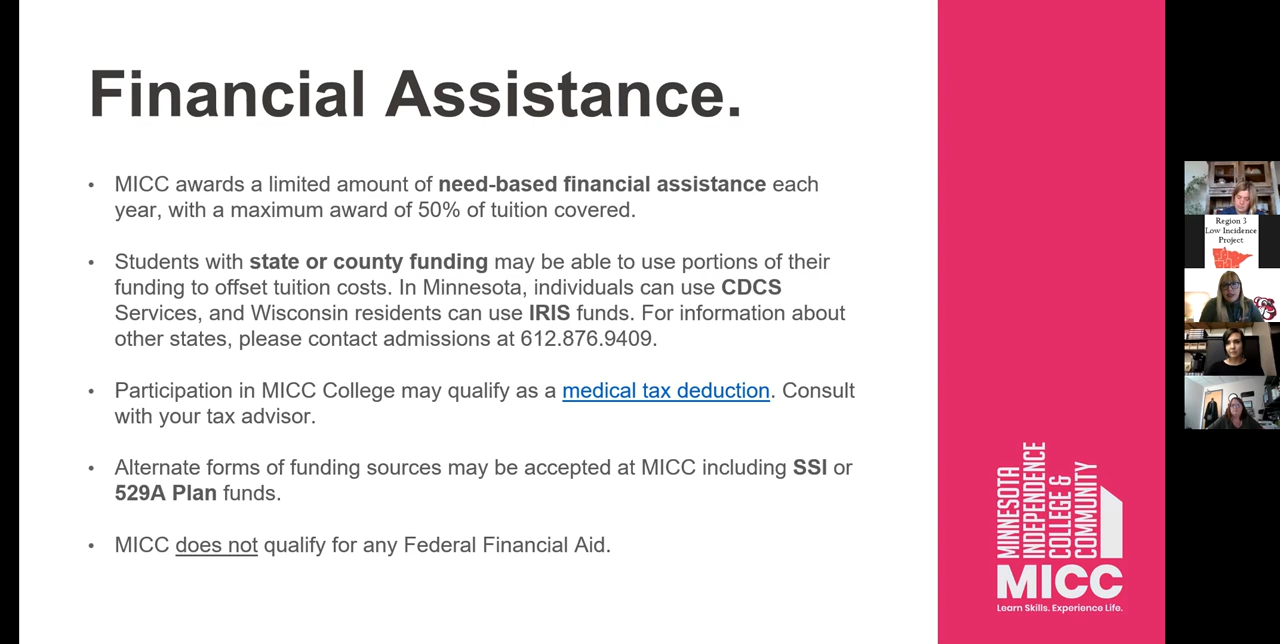 Financial Assistance.
• MICC awards a limited amount of need-based financial assistance each
year, with a maximum award of 50% of tuition covered.
• Students with state or county funding may be able to use portions of their
funding to offset tuition costs. In Minnesota, individuals can use CDCS
Services, and Wisconsin residents can use IRIS funds. For information about
other states, please contact admissions at 612.876.9409.
• Participation in MICC College may qualify as a medical tax deduction. Consult
with your tax advisor.
• Alternate forms of funding sources may be accepted at MICC including SSI or
529A Plan funds.
• MICC does not qualify for any Federal Financial Aid.
MINNESOTA
INDEPENDENCE
COLLEGE &
COMMUNITY
MICC
Learn Skills. Experience Life.
Region 3
Low Incidence
Project